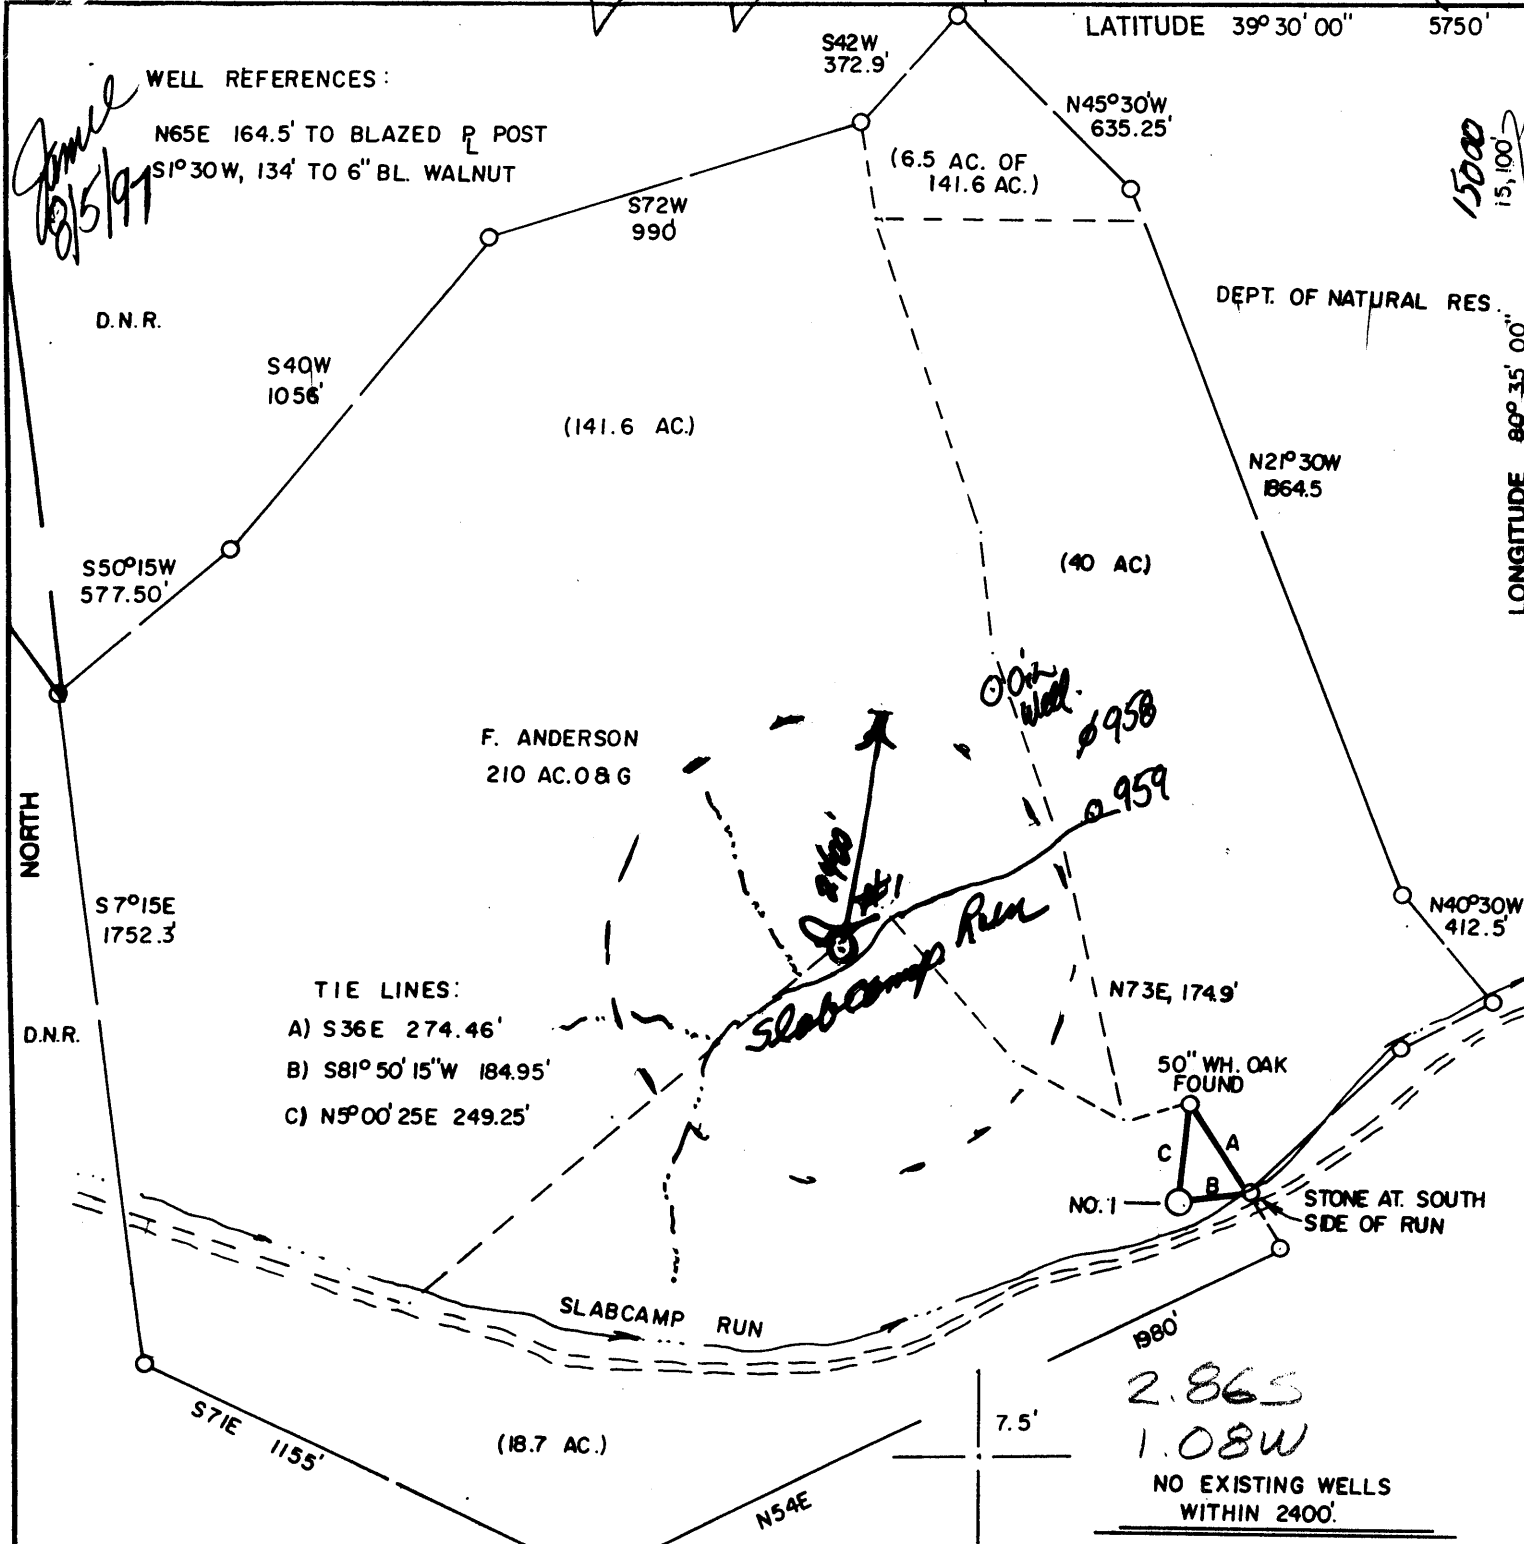 LATITUDE 39° 30' 00" 5750'
S42W
372.9'
WELL REFERENCES:
N65E 164.5' TO BLAZED PL POST
S1°30W, 134' TO 6" BL. WALNUT
Jamie
8/5/97
N45°30'W
635.25'
(6.5 AC. OF
141.6 AC.)
15000
15,100'
S72W
990'
D.N.R.
DEPT. OF NATURAL RES.
LONGITUDE 80° 35' 00"
S40W
1056'
(141.6 AC.)
N21°30W
1864.5
S50°15W
577.50'
(40 AC)
Oil
Well.
958
959
F. ANDERSON
210 AC. O & G
NORTH
2400'
#1
S7°15E
1752.3'
N40°30W
412.5'
Slabcamp Run
TIE LINES:
A) S36E 274.46'
B) S81°50'15"W 184.95'
C) N5°00'25E 249.25'
N73E, 174.9'
D.N.R.
50" WH. OAK
FOUND
C
A
B
NO. 1
STONE AT. SOUTH
SIDE OF RUN
SLABCAMP RUN
1980'
2.86S
1.08W
S71E 1155'
(18.7 AC.)
7.5'
N54E
NO EXISTING WELLS
WITHIN 2400'.